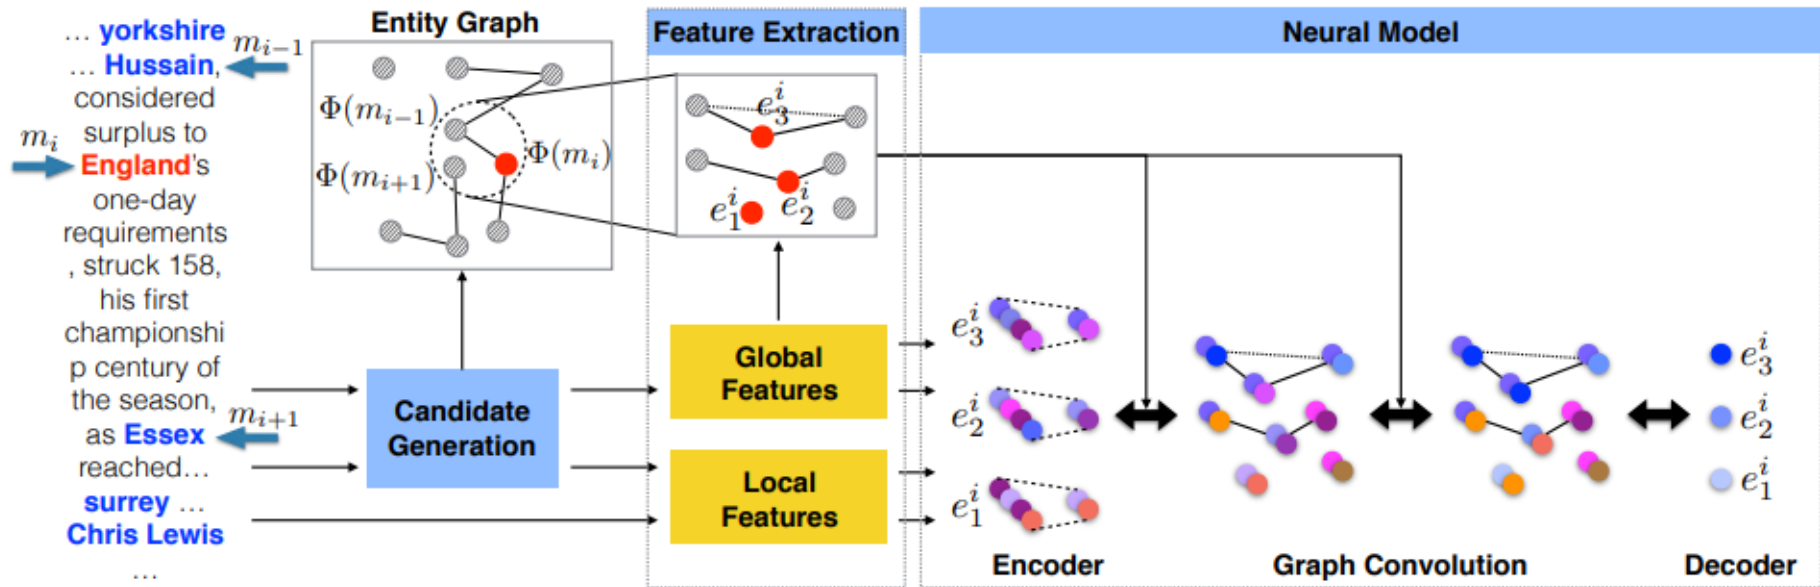 … yorkshire
… Hussain,
considered
surplus to
England's
one-day
requirements
, struck 158,
his first
championshi
p century of
the season,
as Essex
reached…
surrey …
Chris Lewis
…
m_{i−1}
m_i
m_{i+1}
Entity Graph
Φ(m_{i−1})
Φ(m_i)
Φ(m_{i+1})
Candidate
Generation
Feature Extraction
e_3^i
e_2^i
e_1^i
Global
Features
Local
Features
Neural Model
e_3^i
e_2^i
e_1^i
e_3^i
e_2^i
e_1^i
Encoder
Graph Convolution
Decoder